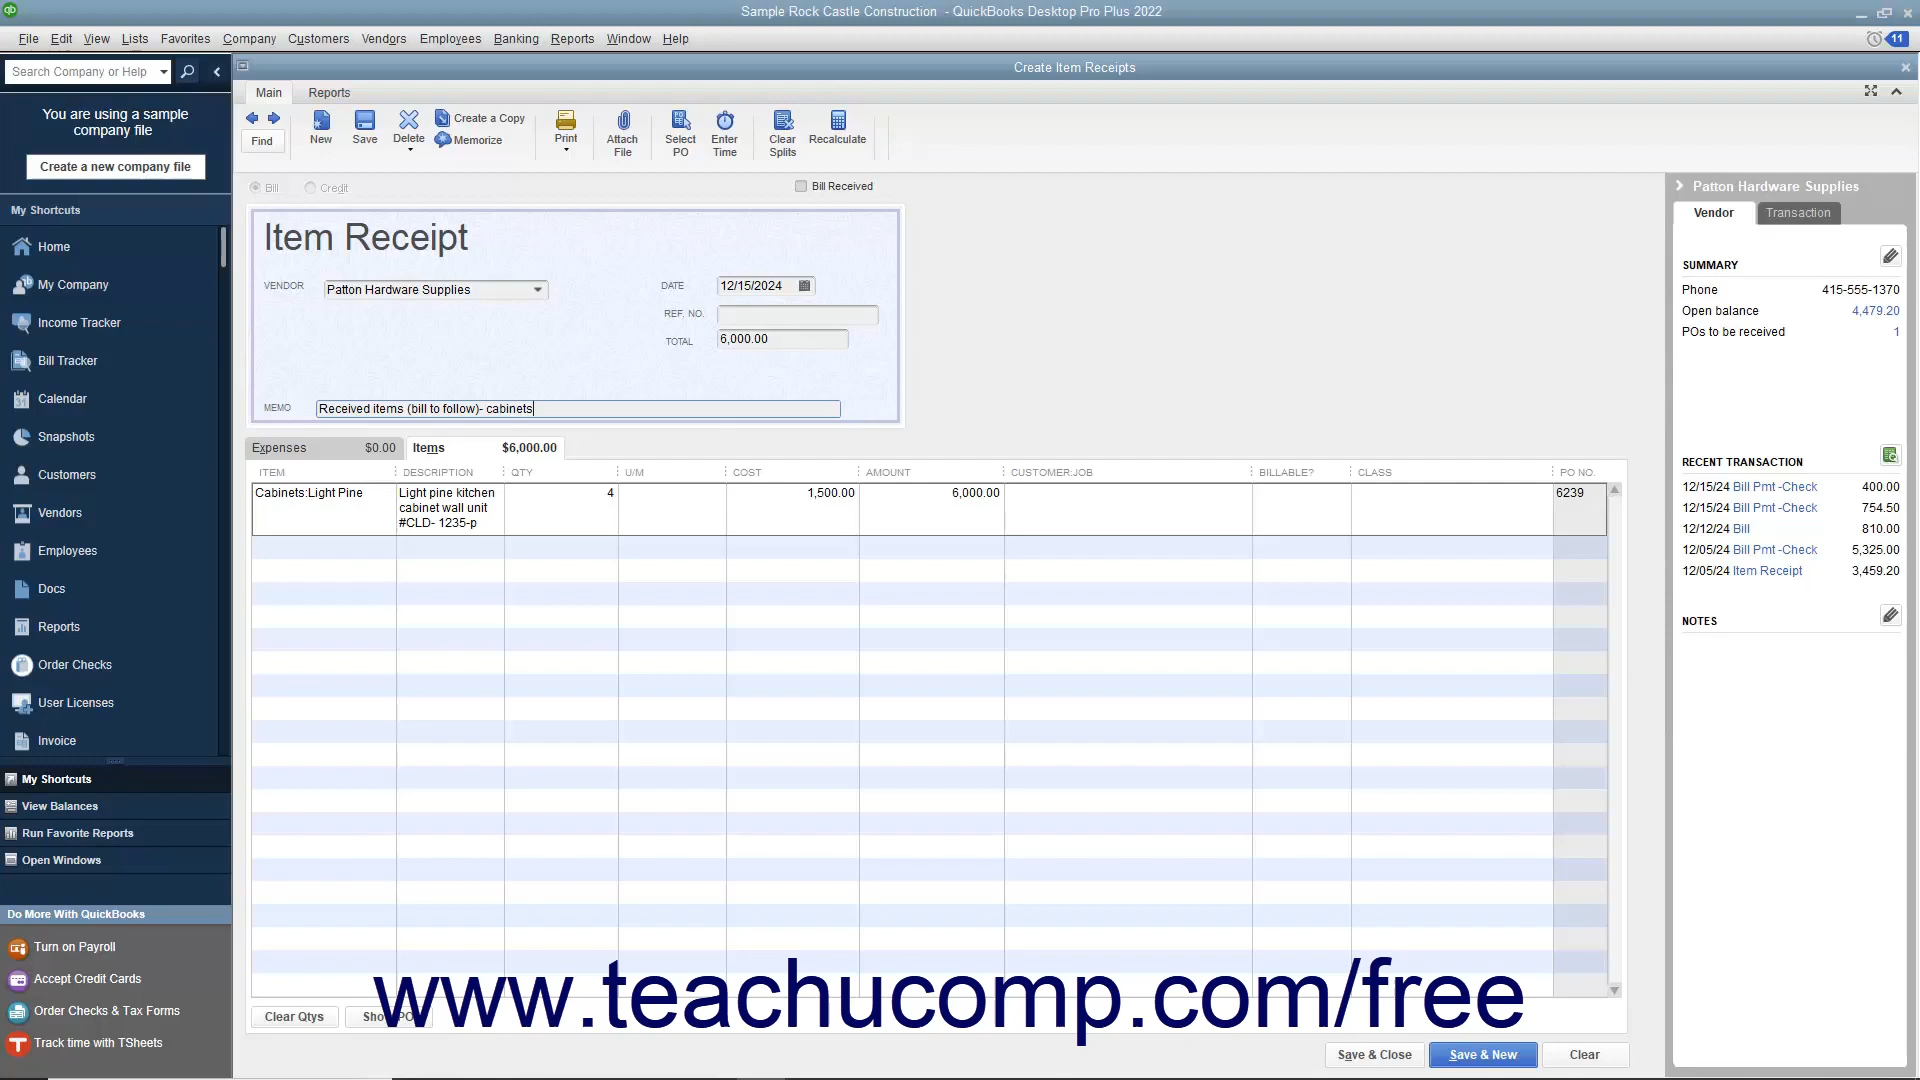 Sample Rock Castle Construction - QuickBooks Desktop Pro Plus 2022
File Edit View Lists Favorites Company Customers Vendors Employees Banking Reports Window Help
11
Search Company or Help
Create Item Receipts
You are using a sample
company file
Create a new company file
Main Reports
Find
New
Save
Delete
Create a Copy
Memorize
Print
Attach
File
Select
PO
Enter
Time
Clear
Splits
Recalculate
Bill Credit
Bill Received
My Shortcuts
Home
My Company
Income Tracker
Bill Tracker
Calendar
Snapshots
Customers
Vendors
Employees
Docs
Reports
Order Checks
User Licenses
Invoice
My Shortcuts
View Balances
Run Favorite Reports
Open Windows
Do More With QuickBooks
Turn on Payroll
Accept Credit Cards
Order Checks & Tax Forms
Track time with TSheets
Item Receipt
VENDOR Patton Hardware Supplies
DATE 12/15/2024
REF. NO.
TOTAL 6,000.00
MEMO Received items (bill to follow)- cabinets
Expenses $0.00 Items $6,000.00
ITEM DESCRIPTION QTY U/M COST AMOUNT CUSTOMER:JOB BILLABLE? CLASS PO NO.
Cabinets:Light Pine Light pine kitchen 4 1,500.00 6,000.00 6239
cabinet wall unit
#CLD- 1235-p
Clear Qtys
www.teachucomp.com/free
Save & Close Save & New Clear
Patton Hardware Supplies
Vendor Transaction
SUMMARY
Phone 415-555-1370
Open balance 4,479.20
POs to be received 1
RECENT TRANSACTION
12/15/24 Bill Pmt -Check 400.00
12/15/24 Bill Pmt -Check 754.50
12/12/24 Bill 810.00
12/05/24 Bill Pmt -Check 5,325.00
12/05/24 Item Receipt 3,459.20
NOTES